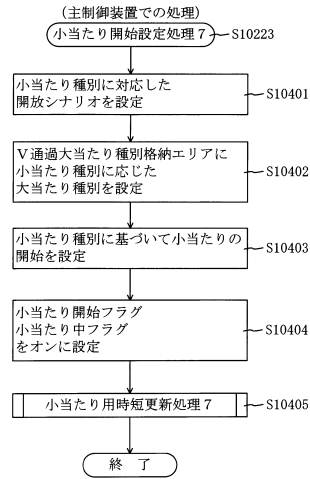 （主制御装置での処理）
小当たり開始設定処理７
S10223
小当たり種別に対応した
開放シナリオを設定
S10401
Ｖ通過大当たり種別格納エリアに
小当たり種別に応じた
大当たり種別を設定
S10402
小当たり種別に基づいて小当たりの
開始を設定
S10403
小当たり開始フラグ
小当たり中フラグ
をオンに設定
S10404
小当たり用時短更新処理７
S10405
終　了